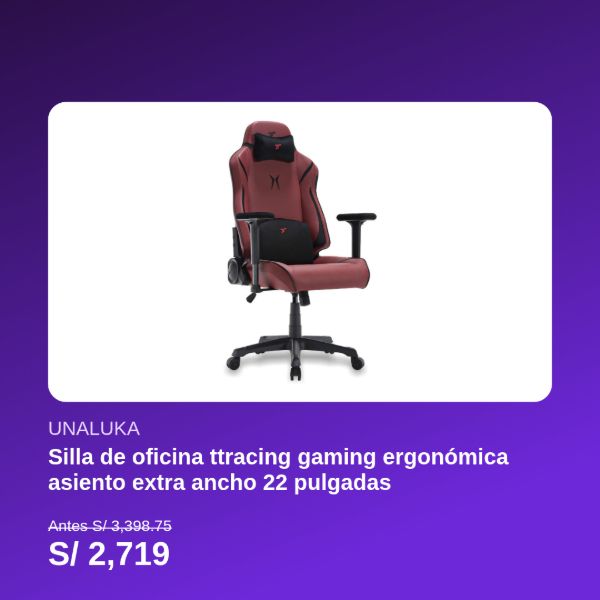 UNALUKA
Silla de oficina ttracing gaming ergonómica
asiento extra ancho 22 pulgadas
Antes S/ 3,398.75
S/ 2,719